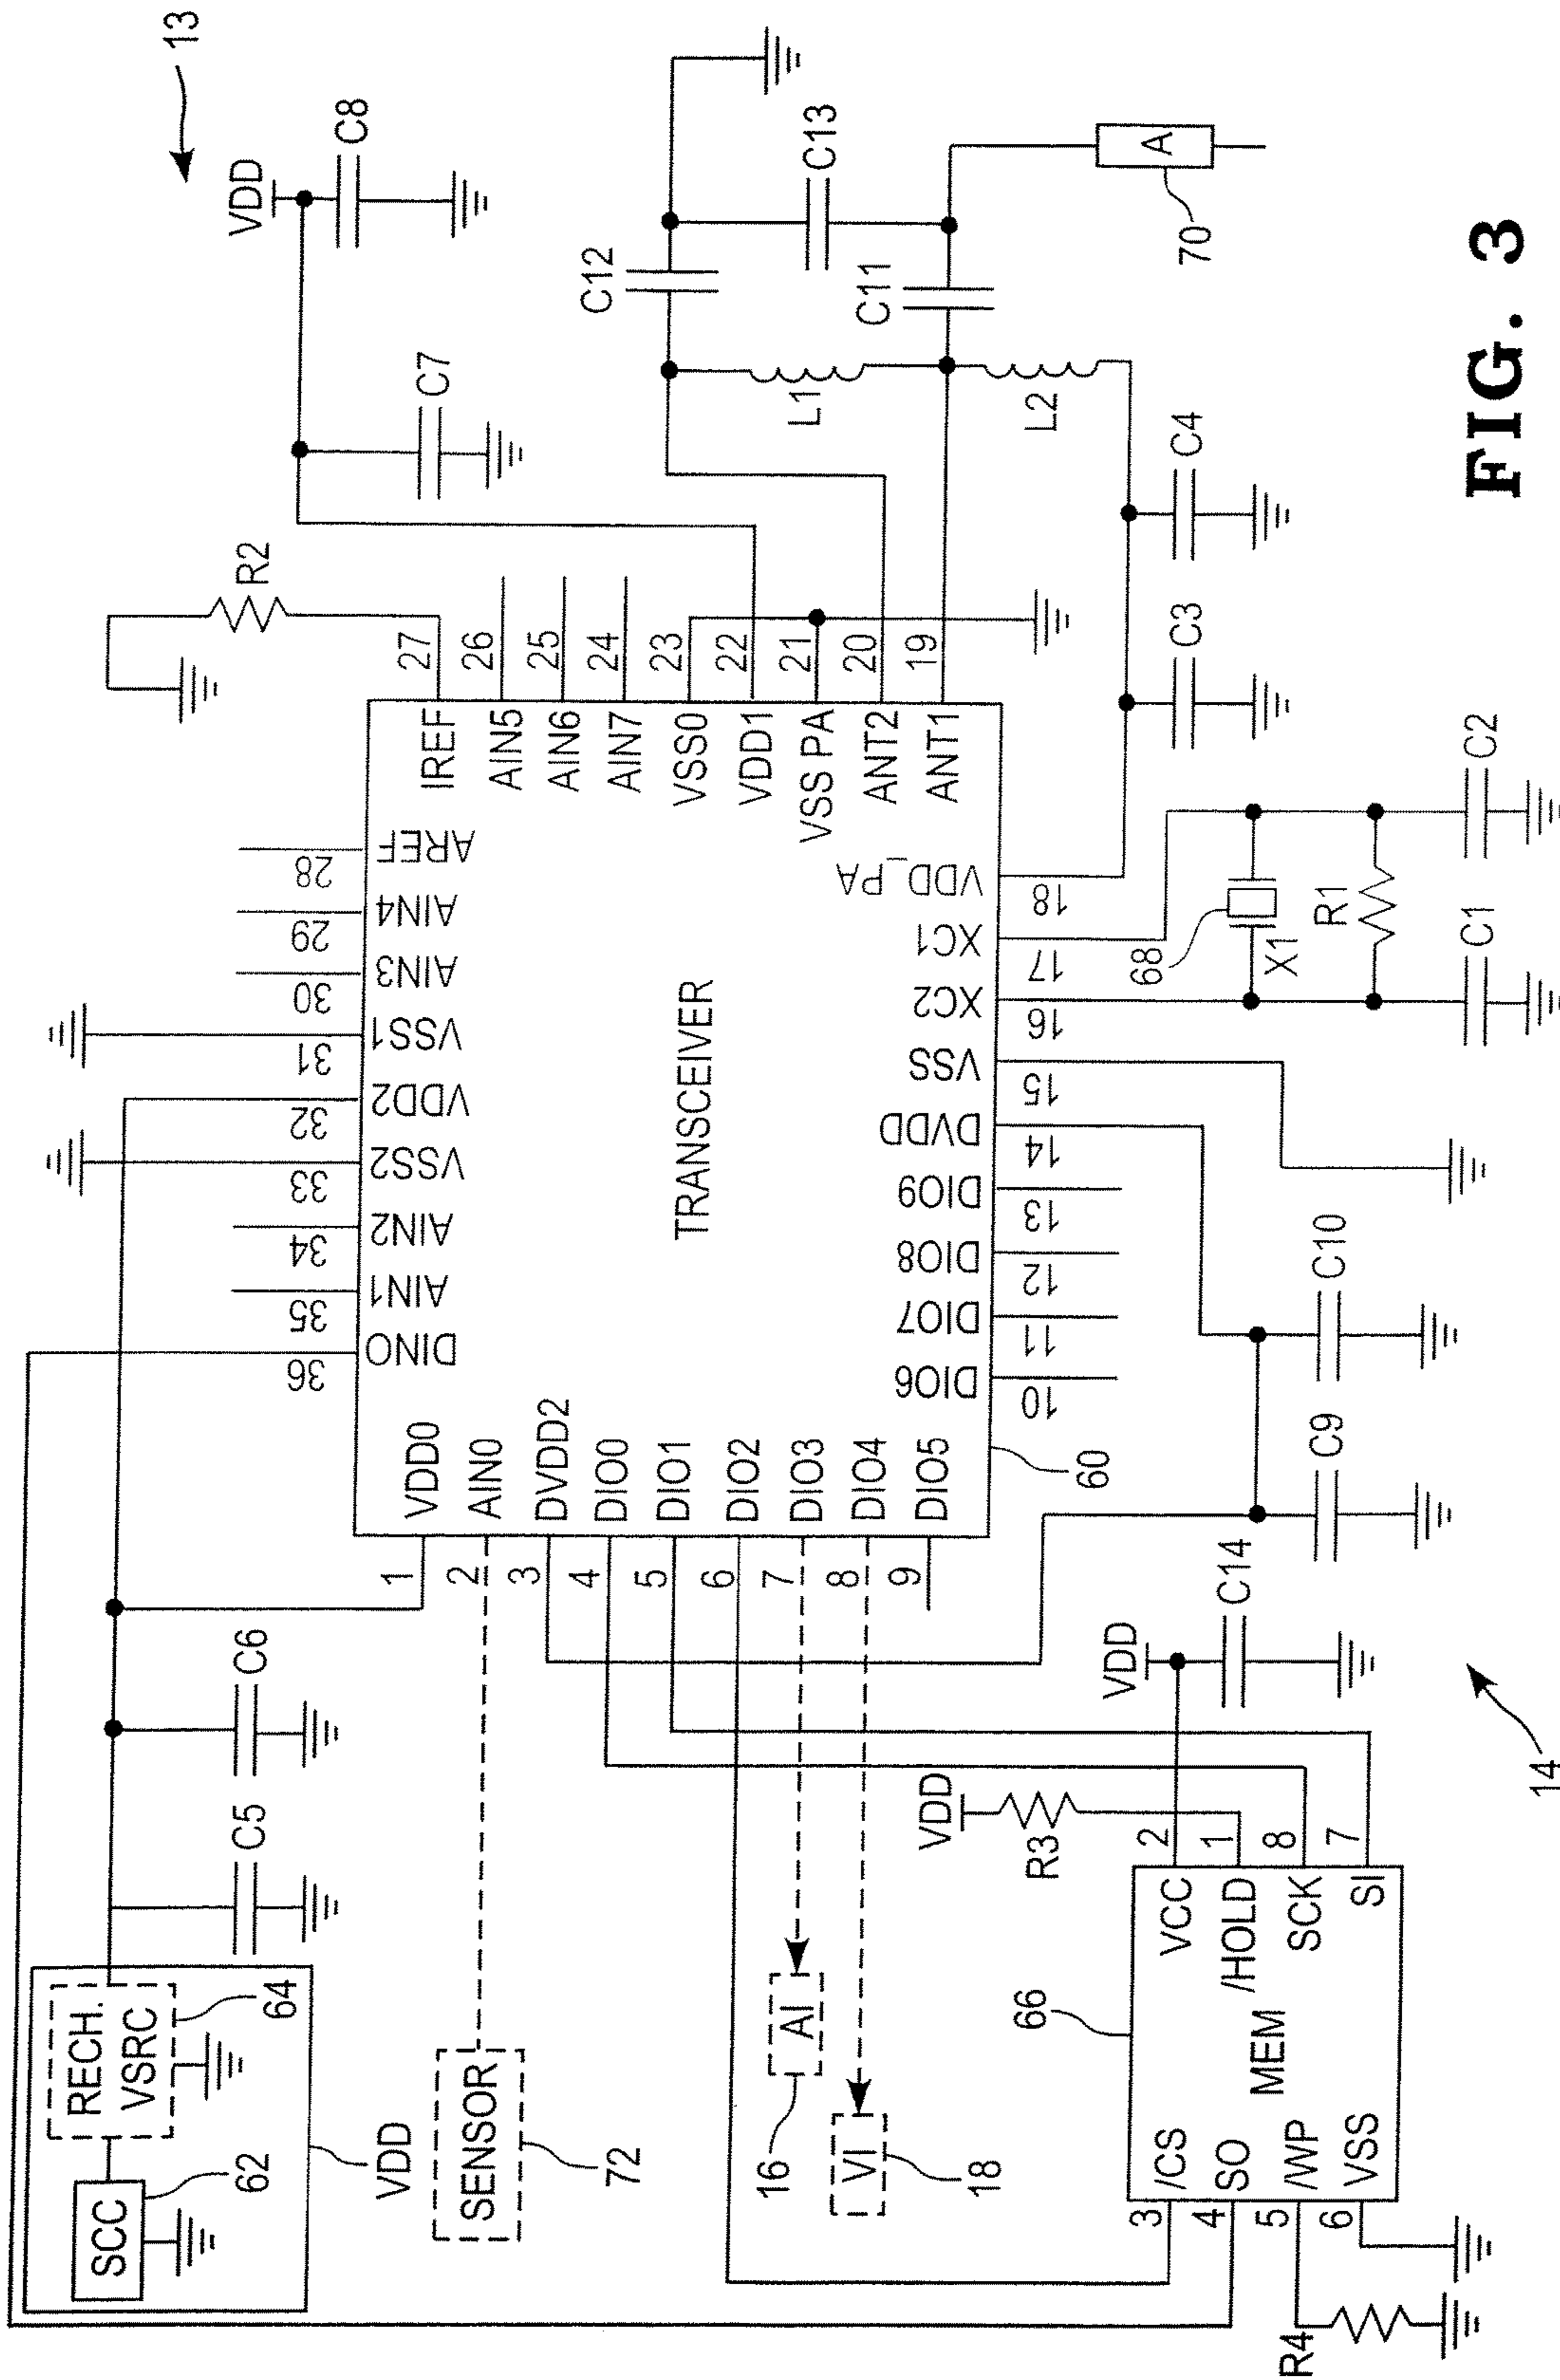 13
VDD
C8
C7
C12
C13
C11
L1
L2
A
70
C4
C3
R2
27
26
25
24
23
22
21
20
19
IREF
AIN5
AIN6
AIN7
VSS0
VDD1
VSS PA
ANT2
ANT1
28
29
30
31
32
33
34
35
36
AREF
AIN4
AIN3
VSS1
VDD2
VSS2
AIN2
AIN1
DINO
TRANSCEIVER
VDD_PA
XC1
XC2
VSS
DVDD
DIO9
DIO8
DIO7
DIO6
18
17
16
15
14
13
12
11
10
68
X1
R1
C2
C1
C10
C9
60
VDD0
AIN0
DVDD2
DIO0
DIO1
DIO2
DIO3
DIO4
DIO5
1
2
3
4
5
6
7
8
9
C6
C5
RECH.
VSRC
64
SCC
62
VDD
SENSOR
72
AI
16
VI
18
VDD
C14
VDD
R3
2
1
8
7
VCC
/HOLD
SCK
SI
MEM
66
/CS
SO
/WP
VSS
3
4
5
6
R4
14
FIG. 3